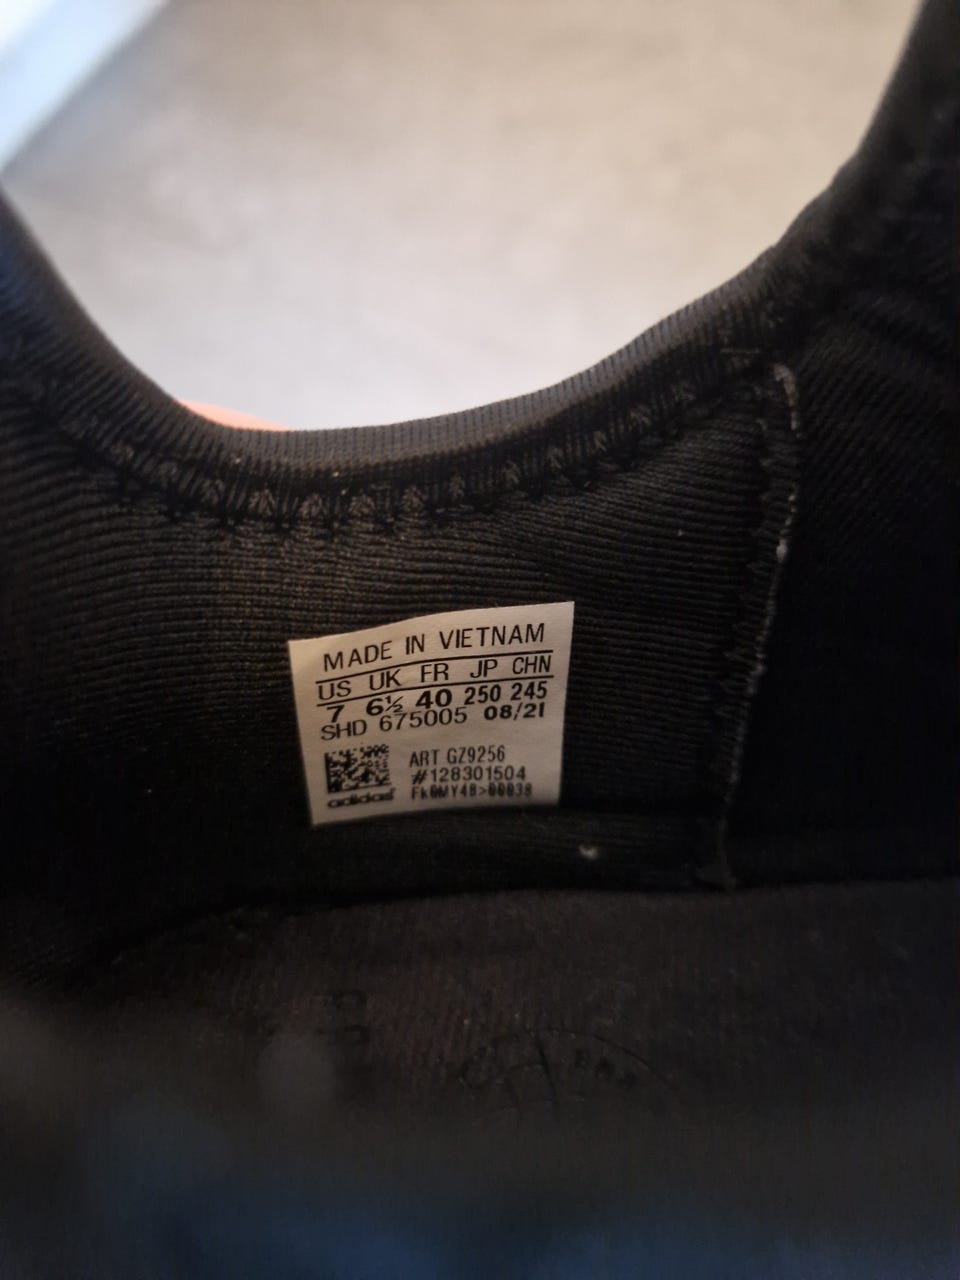 MADE IN VIETNAM
US UK FR JP CHN
7 6½ 40 250 245
SHD 675005 08/21
ART GZ9256
#128301504
adidas